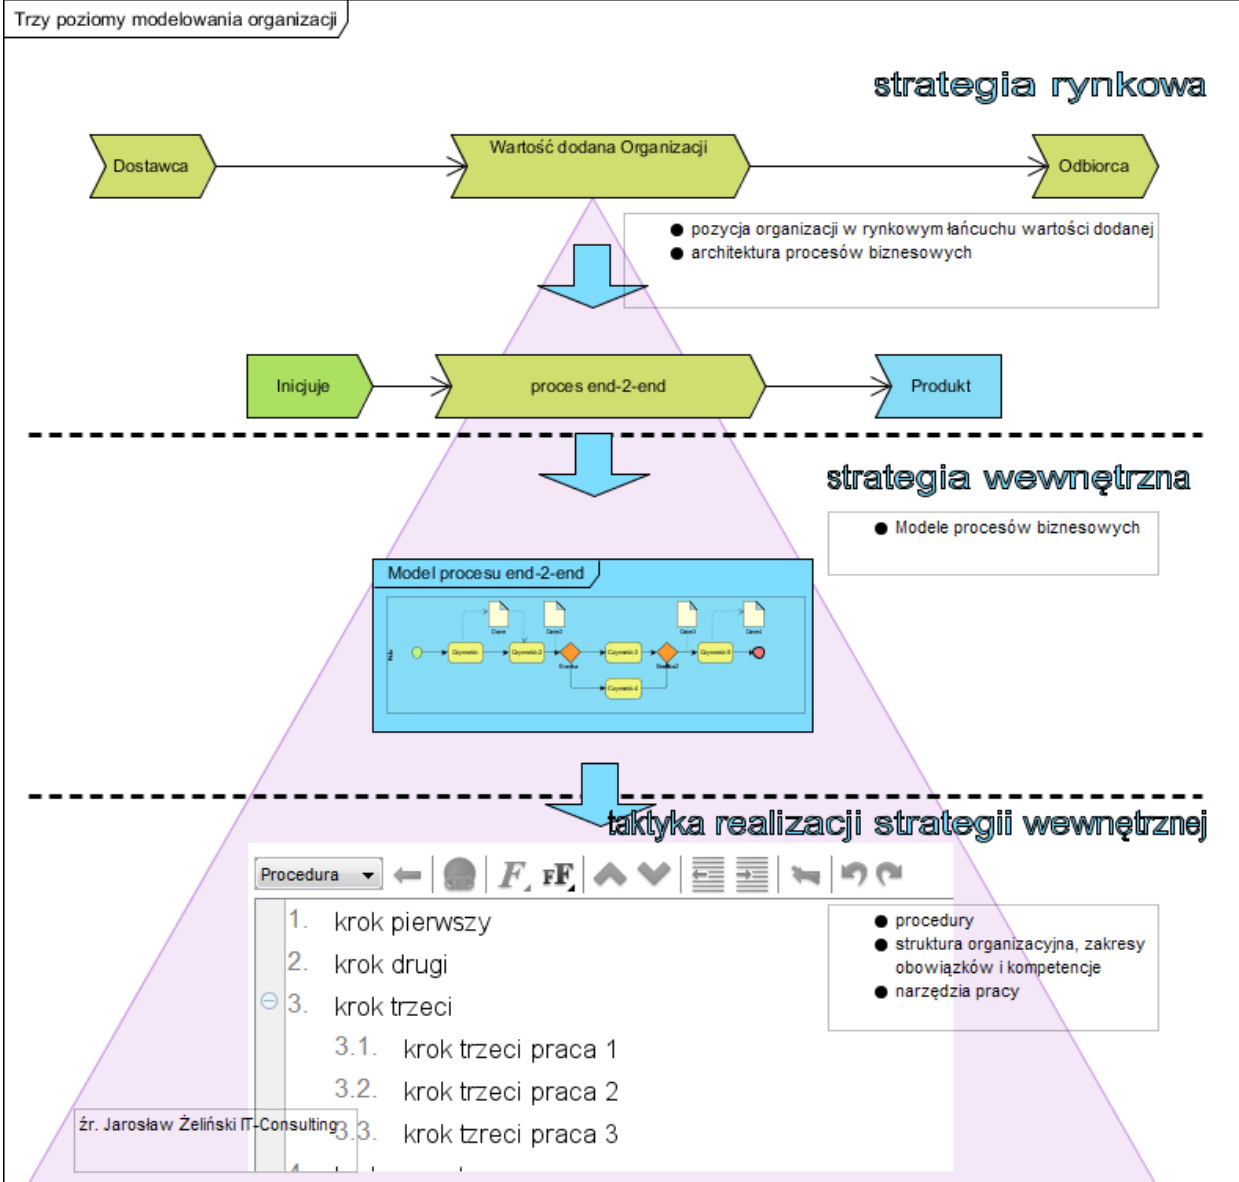 Trzy poziomy modelowania organizacji
strategia rynkowa
Dostawca
Wartość dodana Organizacji
Odbiorca
● pozycja organizacji w rynkowym łańcuchu wartości dodanej
● architektura procesów biznesowych
Inicjuje
proces end-2-end
Produkt
strategia wewnętrzna
● Modele procesów biznesowych
Model procesu end-2-end
taktyka realizacji strategii wewnętrznej
Procedura
1. krok pierwszy
2. krok drugi
3. krok trzeci
3.1. krok trzeci praca 1
3.2. krok trzeci praca 2
3.3. krok tzreci praca 3
● procedury
● struktura organizacyjna, zakresy
obowiązków i kompetencje
● narzędzia pracy
źr. Jarosław Żeliński IT-Consulting